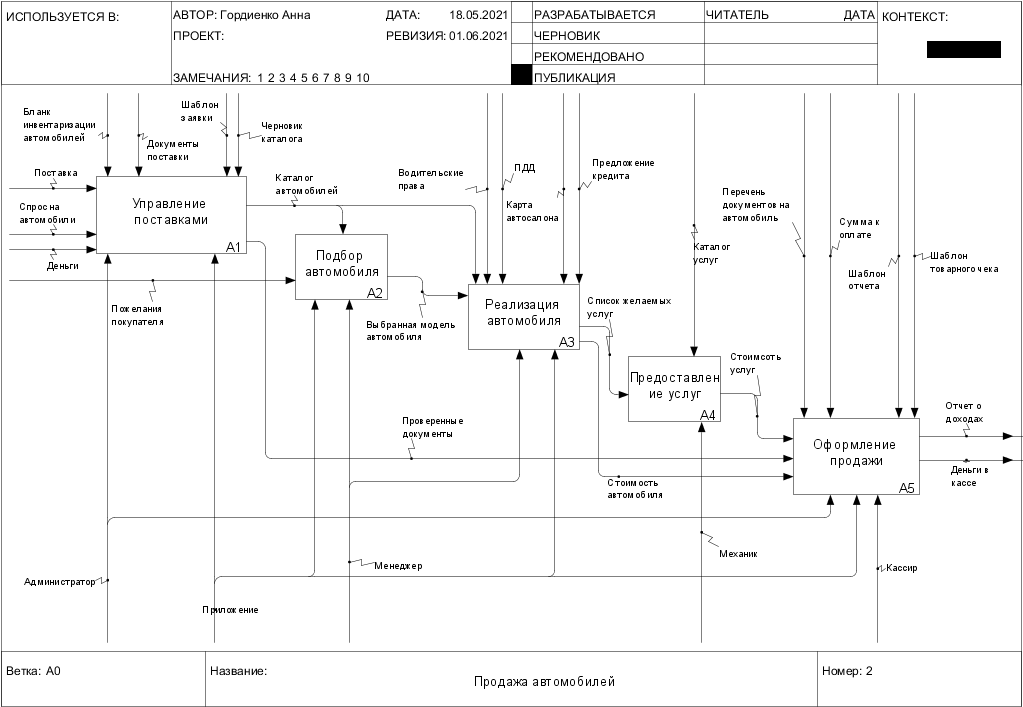 ИСПОЛЬЗУЕТСЯ В:
АВТОР: Гордиенко Анна
ДАТА: 18.05.2021
РАЗРАБАТЫВАЕТСЯ
ЧИТАТЕЛЬ
ДАТА
КОНТЕКСТ:
ПРОЕКТ:
РЕВИЗИЯ: 01.06.2021
ЧЕРНОВИК
РЕКОМЕНДОВАНО
ЗАМЕЧАНИЯ: 1 2 3 4 5 6 7 8 9 10
ПУБЛИКАЦИЯ
Бланк
инвентаризации
автомобилей
Документы
поставки
Шаблон
заявки
Черновик
каталога
Поставка
Спрос на
автомобили
Деньги
Управление
поставками
A1
Каталог
автомобилей
Водительские
права
ПДД
Карта
автосалона
Предложение
кредита
Перечень
документов на
автомобиль
Сумма к
оплате
Каталог
услуг
Шаблон
отчета
Шаблон
товарного чека
Подбор
автомобиля
A2
Пожелания
покупателя
Выбранная модель
автомобиля
Реализация
автомобиля
A3
Список желаемых
услуг
Предоставлен
ие услуг
A4
Стоимсоть
услуг
Проверенные
документы
Стоимость
автомобиля
Оформление
продажи
A5
Отчет о
доходах
Деньги в
кассе
Администратор
Приложение
Менеджер
Механик
Кассир
Ветка: A0
Название:
Продажа автомобилей
Номер: 2